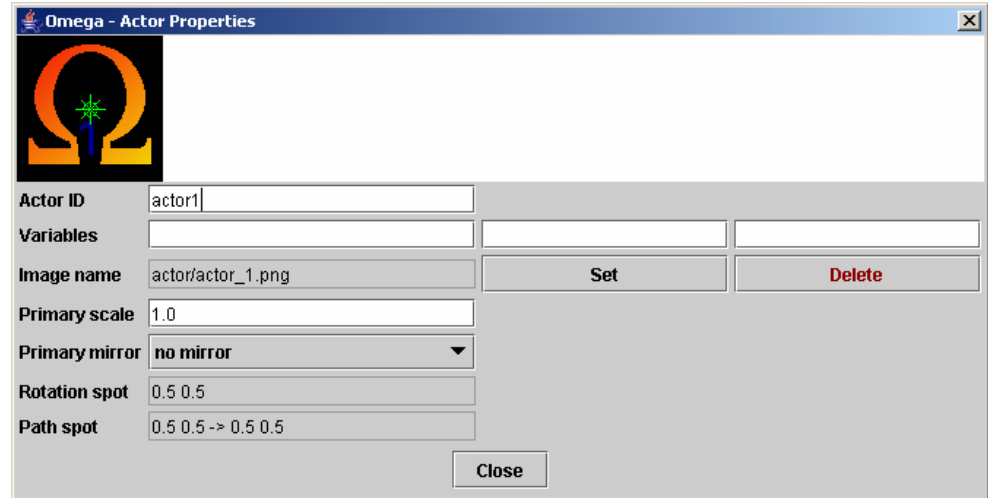 Omega - Actor Properties
Ω
1
Actor ID actor1
Variables
Image name actor/actor_1.png Set Delete
Primary scale 1.0
Primary mirror no mirror
Rotation spot 0.5 0.5
Path spot 0.5 0.5 -> 0.5 0.5
Close